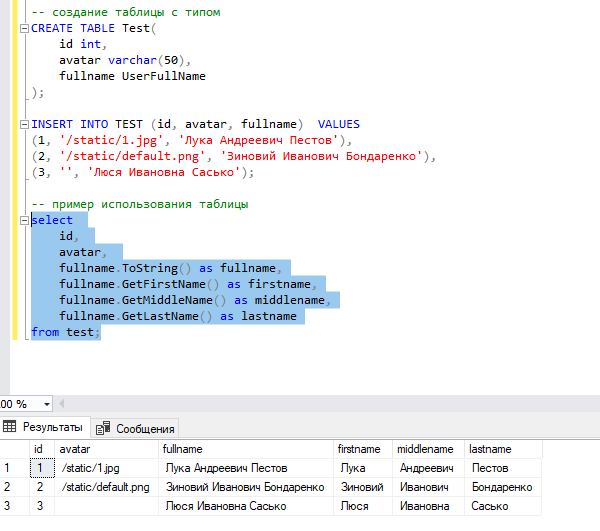 -- создание таблицы с типом
CREATE TABLE Test(
id int,
avatar varchar(50),
fullname UserFullName
);
INSERT INTO TEST (id, avatar, fullname)  VALUES
(1, '/static/1.jpg', 'Лука Андреевич Пестов'),
(2, '/static/default.png', 'Зиновий Иванович Бондаренко'),
(3, '', 'Люся Ивановна Сасько');
-- пример использования таблицы
select
id,
avatar,
fullname.ToString() as fullname,
fullname.GetFirstName() as firstname,
fullname.GetMiddleName() as middlename,
fullname.GetLastName() as lastname
from test;
00 %
Результаты Сообщения
id avatar fullname firstname middlename lastname
1 1 /static/1.jpg Лука Андреевич Пестов Лука Андреевич Пестов
2 2 /static/default.png Зиновий Иванович Бондаренко Зиновий Иванович Бондаренко
3 3 Люся Ивановна Сасько Люся Ивановна Сасько